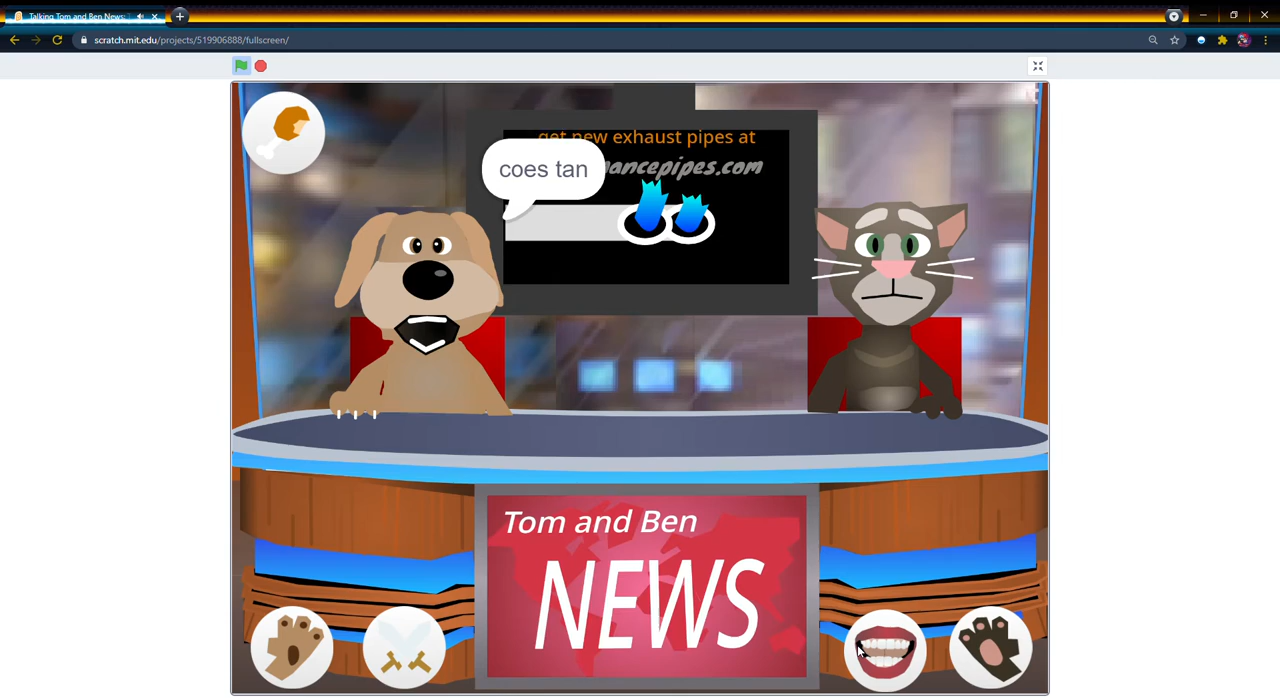 Talking Tom and Ben News:
scratch.mit.edu/projects/519906888/fullscreen/
get new exhaust pipes at
coes tan
Tom and Ben
NEWS